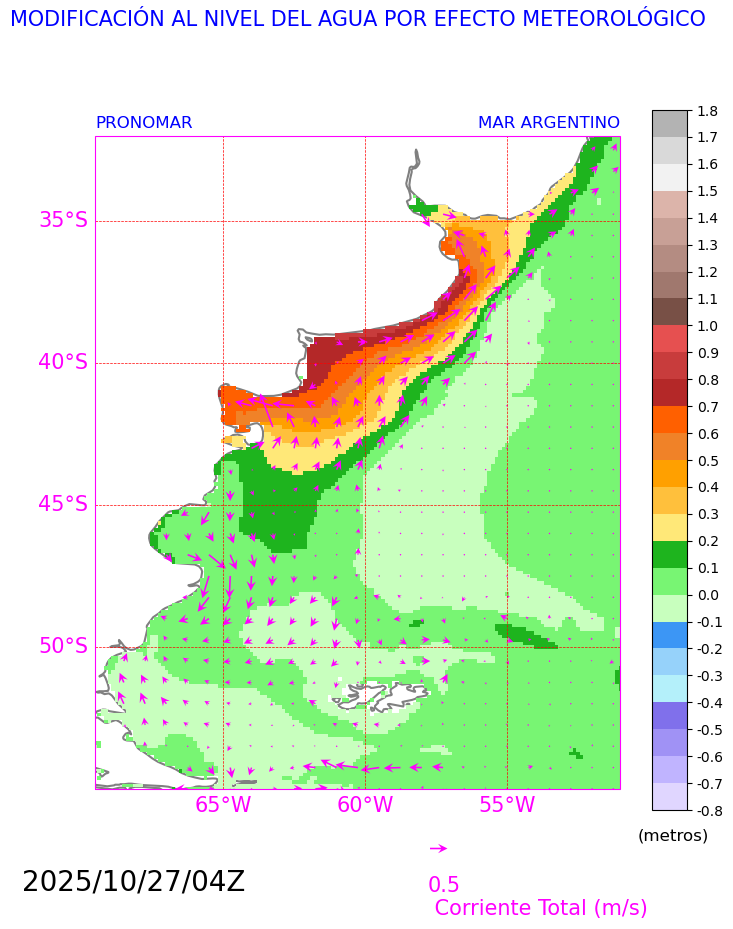 MODIFICACIÓN AL NIVEL DEL AGUA POR EFECTO METEOROLÓGICO
PRONOMAR MAR ARGENTINO
35°S
40°S
45°S
50°S
65°W 60°W 55°W
1.8
1.7
1.6
1.5
1.4
1.3
1.2
1.1
1.0
0.9
0.8
0.7
0.6
0.5
0.4
0.3
0.2
0.1
0.0
-0.1
-0.2
-0.3
-0.4
-0.5
-0.6
-0.7
-0.8
(metros)
2025/10/27/04Z
0.5
Corriente Total (m/s)